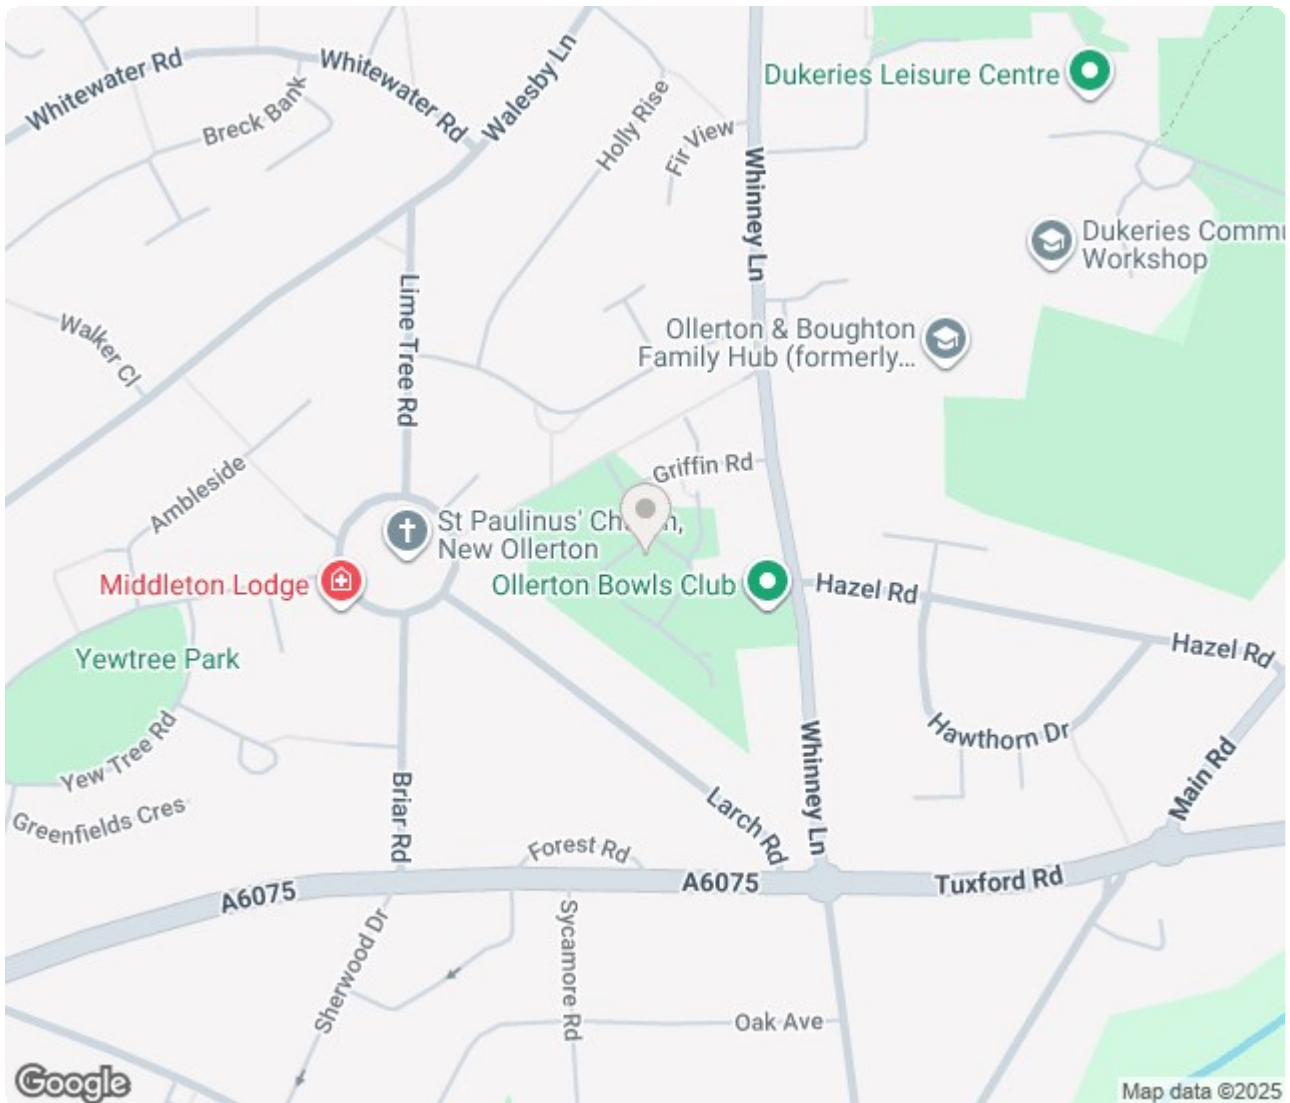 Dukeries Leisure Centre
Whitewater Rd
Whitewater Rd
Walesby Ln
Breck Bank
Holly Rise
Fir View
Whinney Ln
Dukeries Commu
Workshop
Lime Tree Rd
Walker Cl
Ollerton & Boughton
Family Hub (formerly...
Griffin Rd
Ambleside
St Paulinus' Ch
n,
New Ollerton
Middleton Lodge
Ollerton Bowls Club
Hazel Rd
Hazel Rd
Yewtree Park
Yew Tree Rd
Hawthorn Dr
Whinney Ln
Main Rd
Greenfields Cres
Briar Rd
Larch Rd
Forest Rd
A6075
A6075
Tuxford Rd
Sherwood Dr
Sycamore Rd
Oak Ave
Google
Map data ©2025